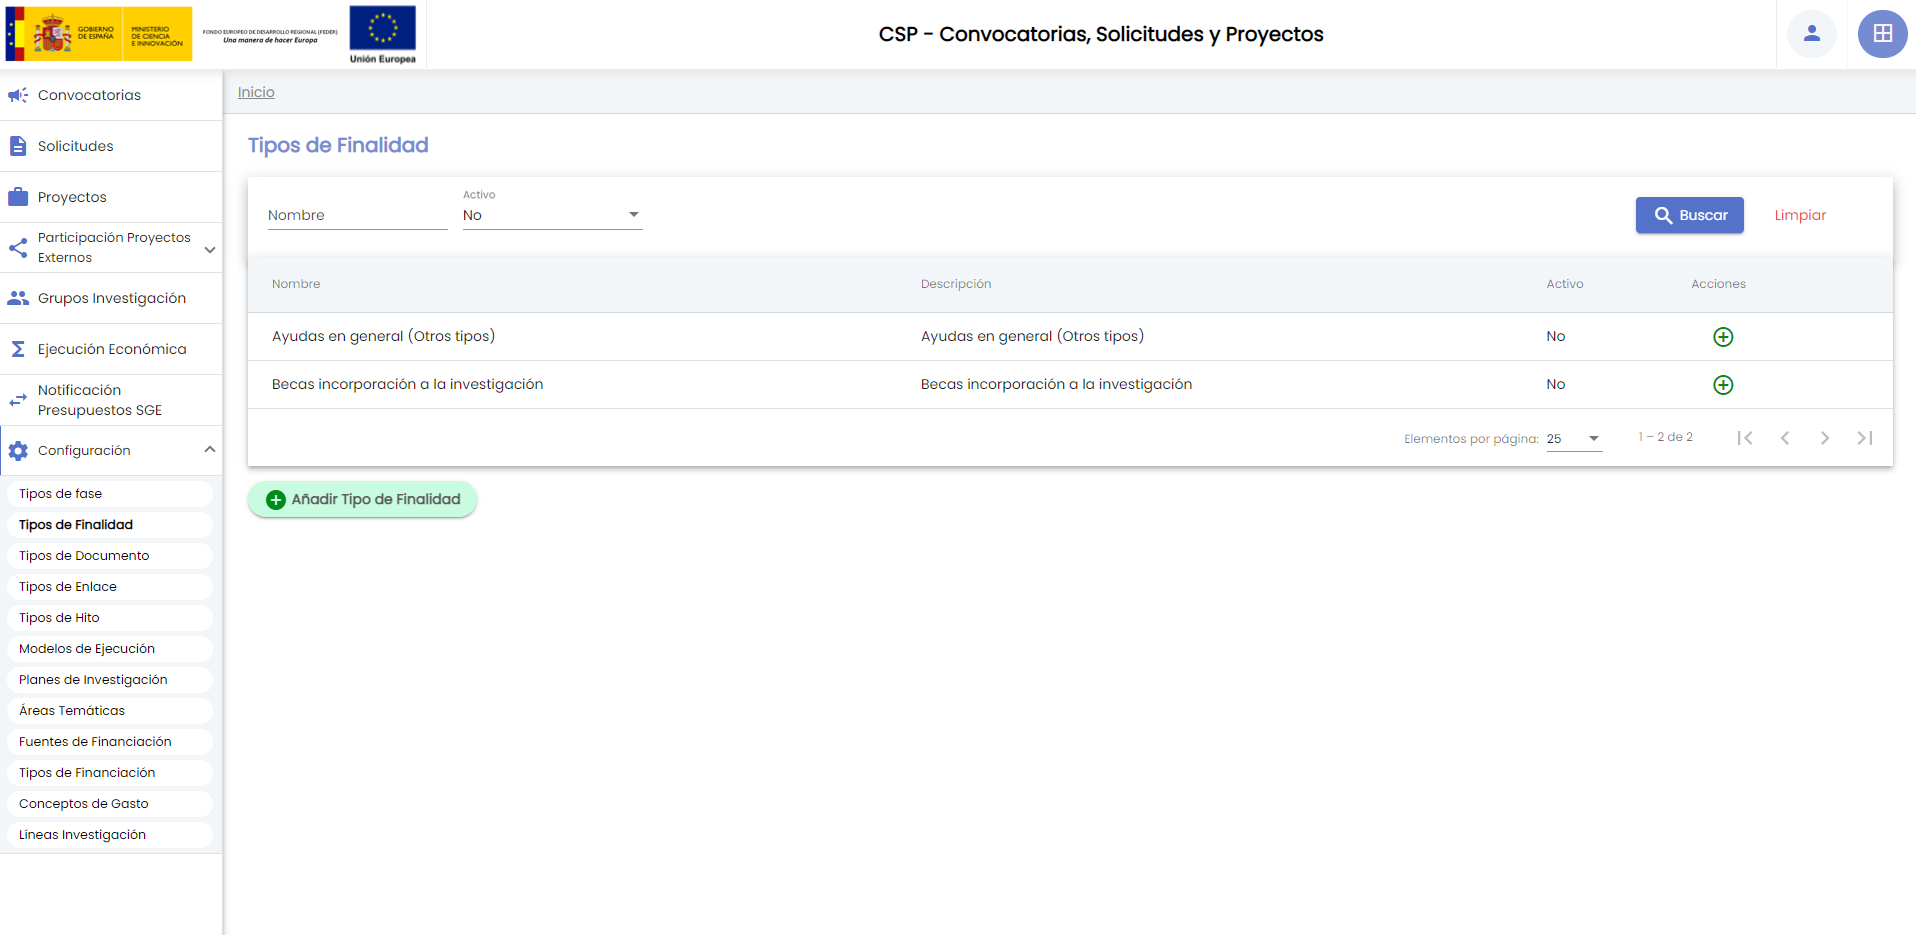 GOBIERNO
DE ESPAÑA
MINISTERIO
DE CIENCIA
E INNOVACIÓN
FONDO EUROPEO DE DESARROLLO REGIONAL (FEDER)
Una manera de hacer Europa
Unión Europea
CSP - Convocatorias, Solicitudes y Proyectos
Convocatorias
Solicitudes
Proyectos
Participación Proyectos
Externos
Grupos Investigación
Ejecución Económica
Notificación
Presupuestos SGE
Configuración
Tipos de fase
Tipos de Finalidad
Tipos de Documento
Tipos de Enlace
Tipos de Hito
Modelos de Ejecución
Planes de Investigación
Áreas Temáticas
Fuentes de Financiación
Tipos de Financiación
Conceptos de Gasto
Líneas Investigación
Inicio
Tipos de Finalidad
Nombre
Activo
No
Buscar
Limpiar
Nombre Descripción Activo Acciones
Ayudas en general (Otros tipos) Ayudas en general (Otros tipos) No
Becas incorporación a la investigación Becas incorporación a la investigación No
Elementos por página: 25 1 – 2 de 2
Añadir Tipo de Finalidad